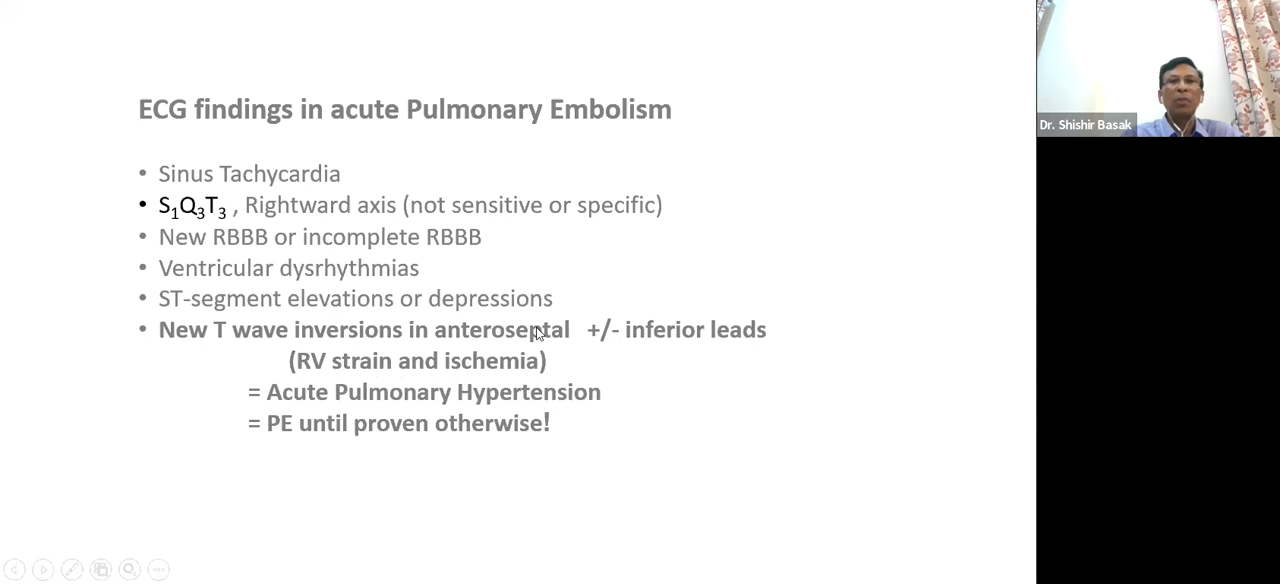 ECG findings in acute Pulmonary Embolism
• Sinus Tachycardia
• S₁Q₃T₃ , Rightward axis (not sensitive or specific)
• New RBBB or incomplete RBBB
• Ventricular dysrhythmias
• ST-segment elevations or depressions
• New T wave inversions in anteroseptal +/- inferior leads
(RV strain and ischemia)
= Acute Pulmonary Hypertension
= PE until proven otherwise!
Dr. Shishir Basak